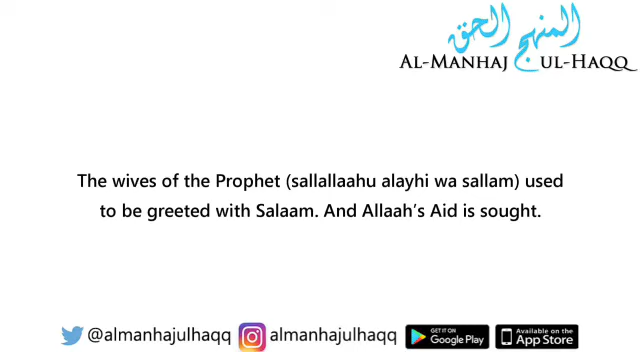 المنهج الحق
AL-MANHAJ UL-HAQQ
The wives of the Prophet (sallallaahu alayhi wa sallam) used
to be greeted with Salaam. And Allaah’s Aid is sought.
@almanhajulhaqq almanhajulhaqq GET IT ON Google Play Available on the App Store